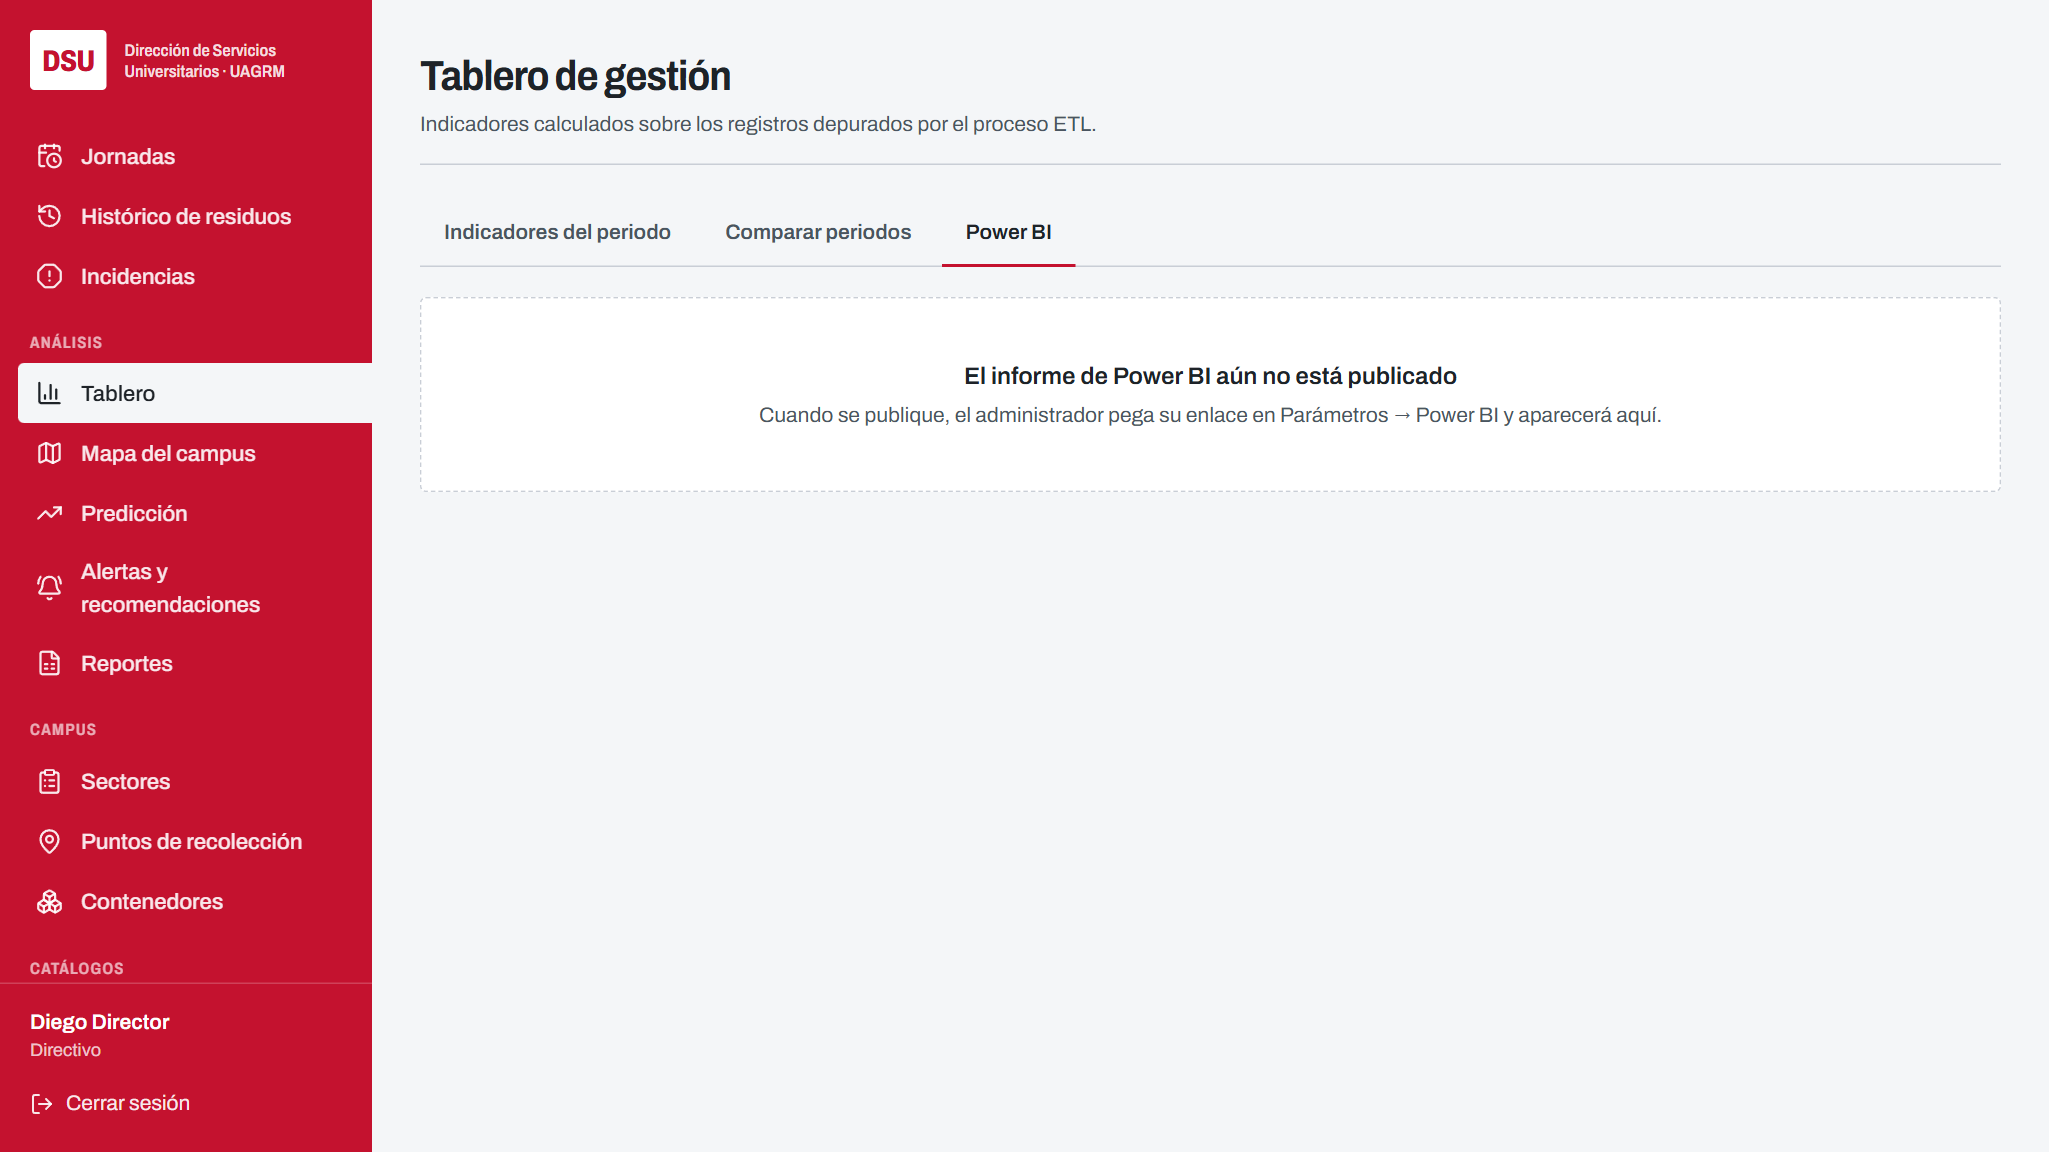 DSU
Dirección de Servicios
Universitarios · UAGRM
Jornadas
Histórico de residuos
Incidencias
ANÁLISIS
Tablero
Mapa del campus
Predicción
Alertas y
recomendaciones
Reportes
CAMPUS
Sectores
Puntos de recolección
Contenedores
CATÁLOGOS
Diego Director
Directivo
Cerrar sesión
Tablero de gestión
Indicadores calculados sobre los registros depurados por el proceso ETL.
Indicadores del periodo
Comparar periodos
Power BI
El informe de Power BI aún no está publicado
Cuando se publique, el administrador pega su enlace en Parámetros → Power BI y aparecerá aquí.